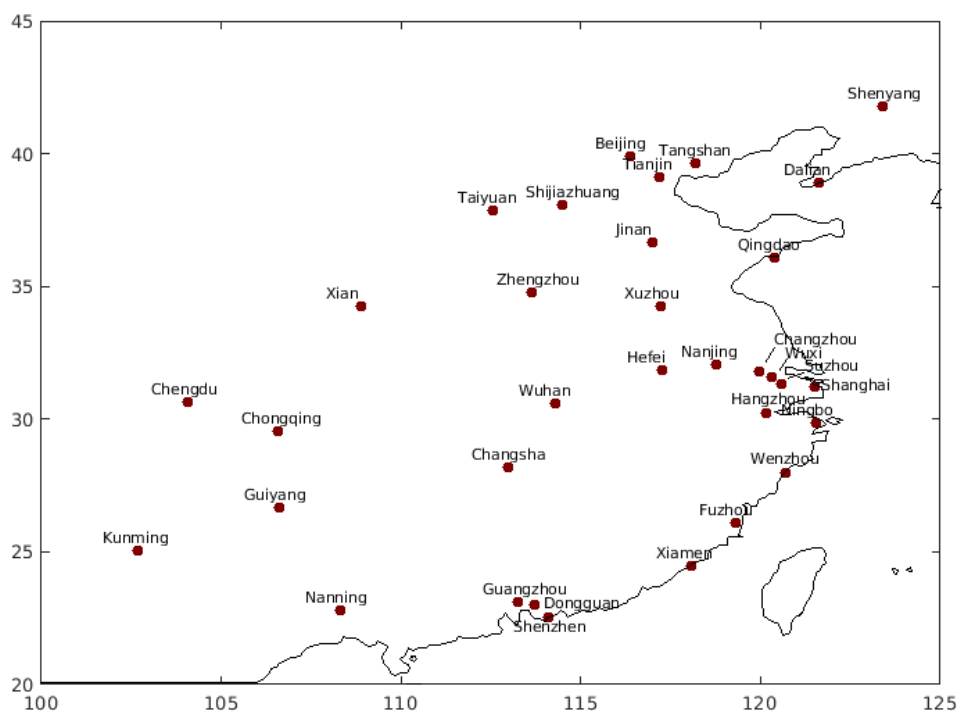 45
Shenyang
40
Beijing
Tangshan
Tianjin
Dalian
Taiyuan
Shijiazhuang
Jinan
Qingdao
35
Xian
Zhengzhou
Xuzhou
Changzhou
Wuxi
Suzhou
Hefei
Nanjing
Shanghai
30
Chengdu
Wuhan
Hangzhou
Ningbo
Chongqing
Changsha
Wenzhou
Guiyang
Fuzhou
25
Kunming
Xiamen
Nanning
Guangzhou
Dongguan
Shenzhen
20
100
105
110
115
120
125